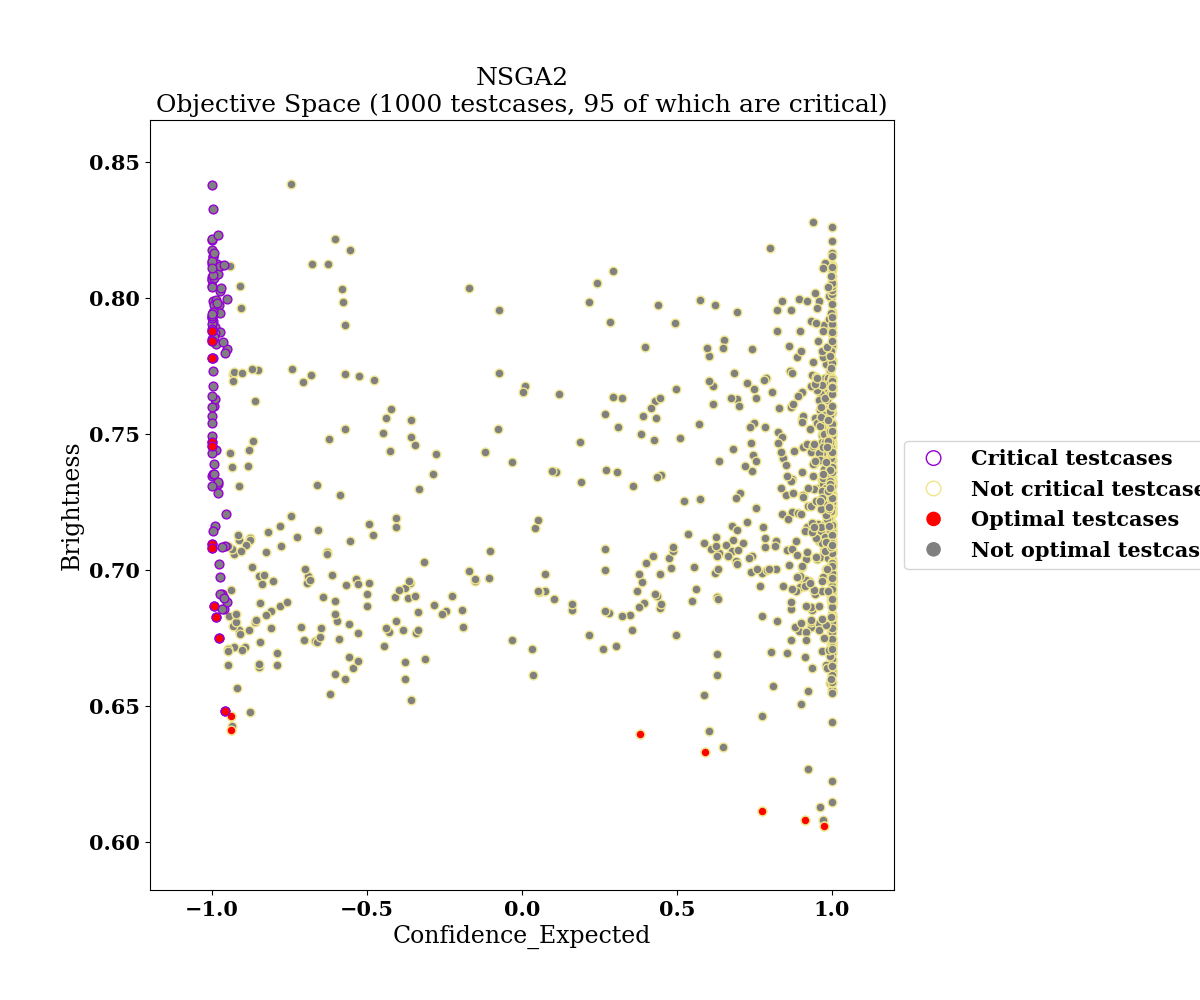 NSGA2
Objective Space (1000 testcases, 95 of which are critical)
0.85
0.80
0.75
0.70
0.65
0.60
Brightness
−1.0
−0.5
0.0
0.5
1.0
Confidence_Expected
Critical testcases
Not critical testcase
Optimal testcases
Not optimal testcas